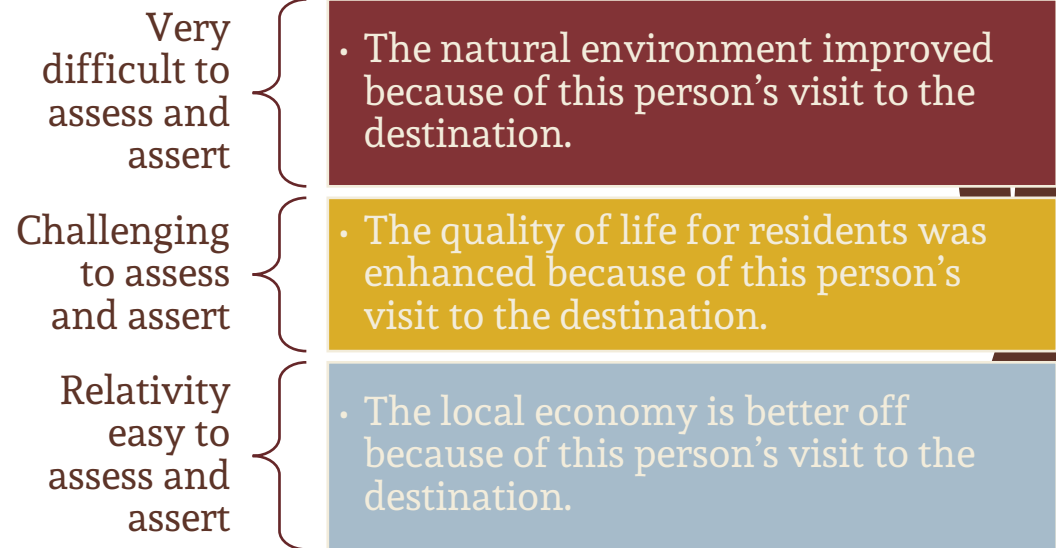 Very
difficult to
assess and
assert
· The natural environment improved
because of this person’s visit to the
destination.
Challenging
to assess
and assert
· The quality of life for residents was
enhanced because of this person’s
visit to the destination.
Relativity
easy to
assess and
assert
· The local economy is better off
because of this person’s visit to the
destination.